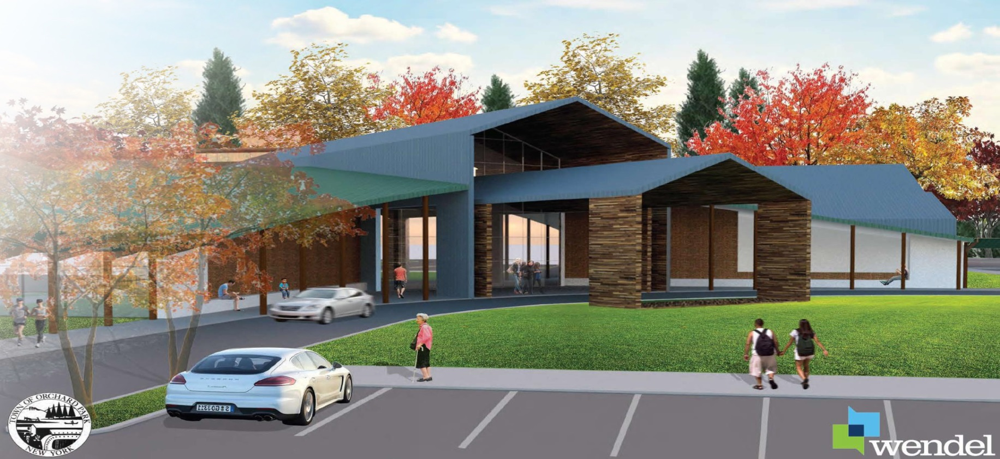 TOWN OF ORCHARD PARK
NEW YORK
wendel